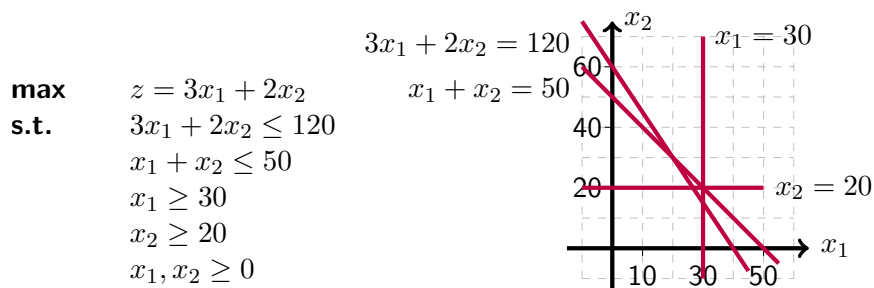 max z = 3x₁ + 2x₂
s.t. 3x₁ + 2x₂ ≤ 120
x₁ + x₂ ≤ 50
x₁ ≥ 30
x₂ ≥ 20
x₁, x₂ ≥ 0
3x₁ + 2x₂ = 120
x₁ + x₂ = 50
x₂
x₁ = 30
60
40
20
x₂ = 20
x₁
10 30 50